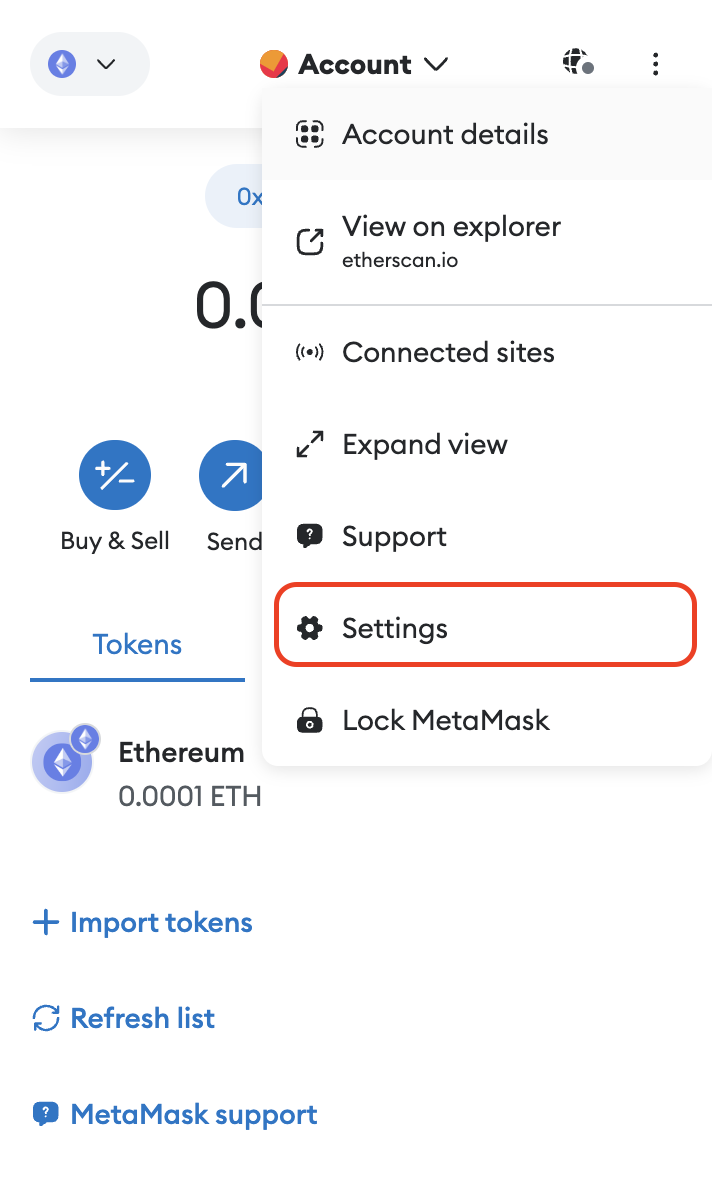 Account
Account details
0x
View on explorer
etherscan.io
0.0
Connected sites
Expand view
Buy & Sell
Send
Support
Tokens
Settings
Ethereum
0.0001 ETH
Lock MetaMask
Import tokens
Refresh list
MetaMask support